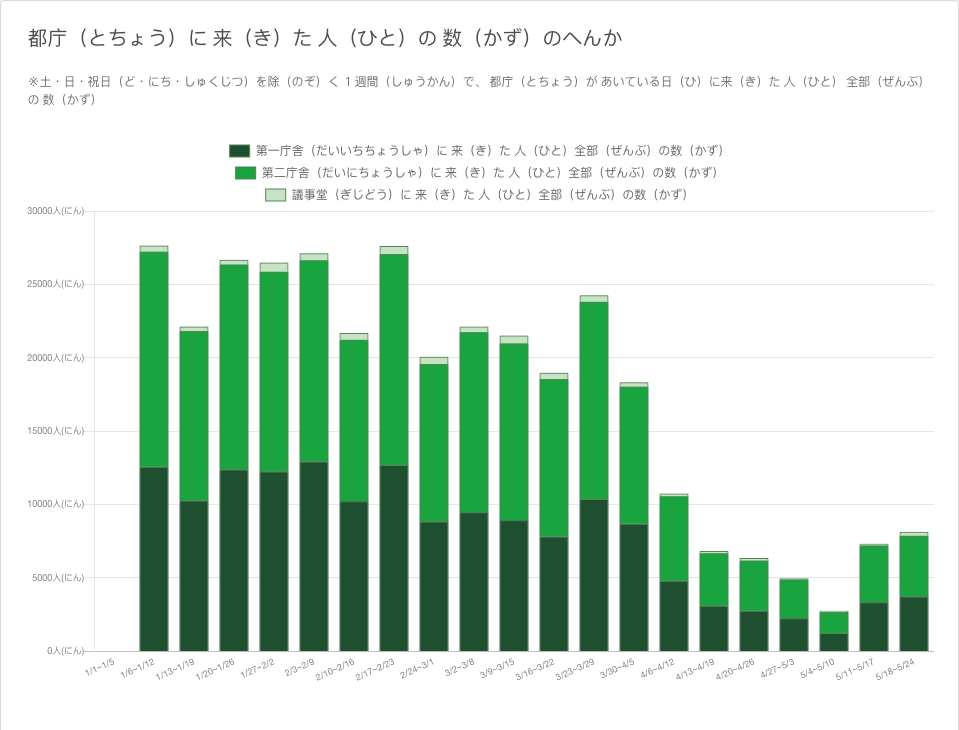 都庁（とちょう）に 来（き）た 人（ひと）の 数（かず）のへんか
※土・日・祝日（ど・にち・しゅくじつ）を除（のぞ）く 1 週間（しゅうかん）で、 都庁（とちょう）が あいている日（ひ）に来（き）た 人（ひと） 全部（ぜんぶ）
の 数（かず）
第一庁舎（だいいちちょうしゃ）に 来（き）た 人（ひと）全部（ぜんぶ）の数（かず）
第二庁舎（だいにちょうしゃ）に 来（き）た 人（ひと）全部（ぜんぶ）の数（かず）
議事堂（ぎじどう）に 来（き）た 人（ひと）全部（ぜんぶ）の数（かず）
30000人(にん)
25000人(にん)
20000人(にん)
15000人(にん)
10000人(にん)
5000人(にん)
0人(にん)
1/1~1/5
1/6~1/12
1/13~1/19
1/20~1/26
1/27~2/2
2/3~2/9
2/10~2/16
2/17~2/23
2/24~3/1
3/2~3/8
3/9~3/15
3/16~3/22
3/23~3/29
3/30~4/5
4/6~4/12
4/13~4/19
4/20~4/26
4/27~5/3
5/4~5/10
5/11~5/17
5/18~5/24